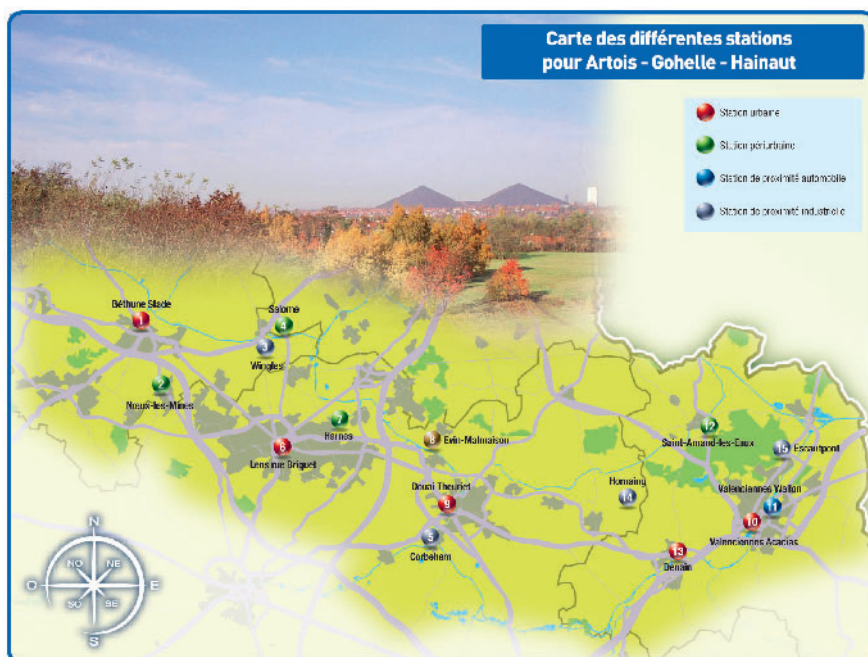 Carte des différentes stations
pour Artois - Gohelle - Hainaut
Station urbaine
Station périurbaine
Station de proximité automobile
Station de proximité industrielle
Béthune Stade
1
Salomé
4
3
Wingles
2
Nœux-les-Mines
7
Harnes
6
Lens rue Briquet
8
Evin-Malmaison
Douai Theuriet
9
5
Corbehem
12
Saint-Amand-les-Eaux
15
Escautpont
Hornaing
14
Valenciennes Wallon
11
10
Valenciennes Acacias
13
Denain
N
NO
NE
O
E
SO
SE
S